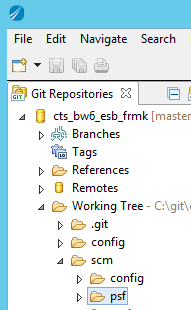 File Edit Navigate Search
Git Repositories
cts_bw6_esb_frmk [master
Branches
Tags
References
Remotes
Working Tree - C:\git\
.git
config
scm
config
psf